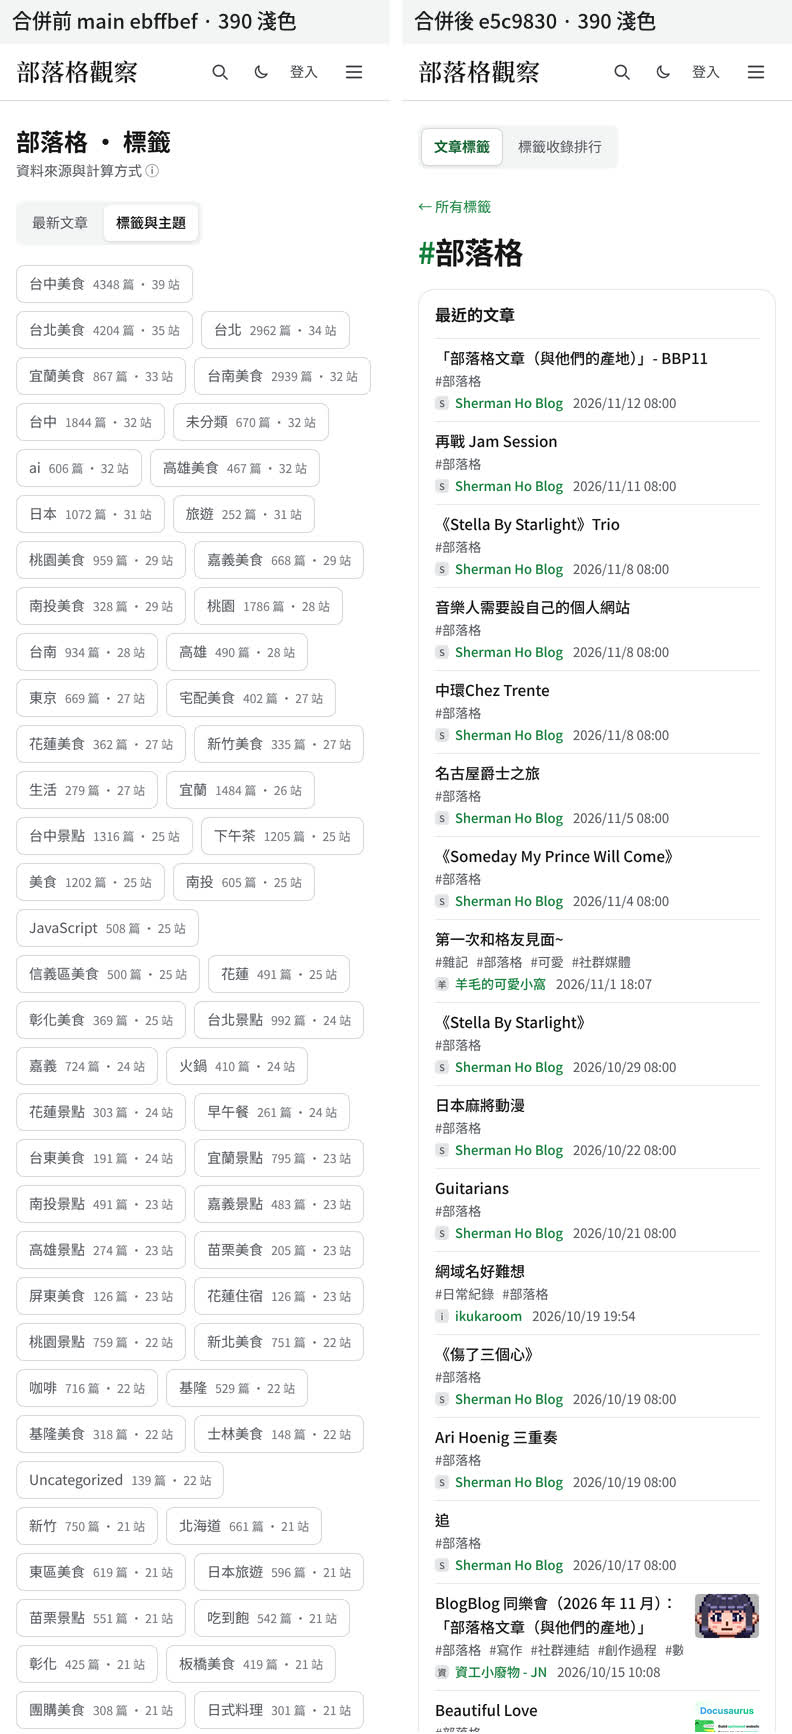 合併前 main ebffbef · 390 淺色
部落格觀察
登入
部落格 · 標籤
資料來源與計算方式 ⓘ
最新文章 標籤與主題
台中美食 4348 篇・39 站
台北美食 4204 篇・35 站 台北 2962 篇・34 站
宜蘭美食 867 篇・33 站 台南美食 2939 篇・32 站
台中 1844 篇・32 站 未分類 670 篇・32 站
ai 606 篇・32 站 高雄美食 467 篇・32 站
日本 1072 篇・31 站 旅遊 252 篇・31 站
桃園美食 959 篇・29 站 嘉義美食 668 篇・29 站
南投美食 328 篇・29 站 桃園 1786 篇・28 站
台南 934 篇・28 站 高雄 490 篇・28 站
東京 669 篇・27 站 宅配美食 402 篇・27 站
花蓮美食 362 篇・27 站 新竹美食 335 篇・27 站
生活 279 篇・27 站 宜蘭 1484 篇・26 站
台中景點 1316 篇・25 站 下午茶 1205 篇・25 站
美食 1202 篇・25 站 南投 605 篇・25 站
JavaScript 508 篇・25 站
信義區美食 500 篇・25 站 花蓮 491 篇・25 站
彰化美食 369 篇・25 站 台北景點 992 篇・24 站
嘉義 724 篇・24 站 火鍋 410 篇・24 站
花蓮景點 303 篇・24 站 早午餐 261 篇・24 站
台東美食 191 篇・24 站 宜蘭景點 795 篇・23 站
南投景點 491 篇・23 站 嘉義景點 483 篇・23 站
高雄景點 274 篇・23 站 苗栗美食 205 篇・23 站
屏東美食 126 篇・23 站 花蓮住宿 126 篇・23 站
桃園景點 759 篇・22 站 新北美食 751 篇・22 站
咖啡 716 篇・22 站 基隆 529 篇・22 站
基隆美食 318 篇・22 站 士林美食 148 篇・22 站
Uncategorized 139 篇・22 站
新竹 750 篇・21 站 北海道 661 篇・21 站
東區美食 619 篇・21 站 日本旅遊 596 篇・21 站
苗栗景點 551 篇・21 站 吃到飽 542 篇・21 站
彰化 425 篇・21 站 板橋美食 419 篇・21 站
團購美食 308 篇・21 站 日式料理 301 篇・21 站
合併後 e5c9830 · 390 淺色
部落格觀察
登入
文章標籤 標籤收錄排行
← 所有標籤
#部落格
最近的文章
「部落格文章（與他們的產地）」- BBP11
#部落格
S Sherman Ho Blog 2026/11/12 08:00
再戰 Jam Session
#部落格
S Sherman Ho Blog 2026/11/11 08:00
《Stella By Starlight》Trio
#部落格
S Sherman Ho Blog 2026/11/8 08:00
音樂人需要設自己的個人網站
#部落格
S Sherman Ho Blog 2026/11/8 08:00
中環Chez Trente
#部落格
S Sherman Ho Blog 2026/11/8 08:00
名古屋爵士之旅
#部落格
S Sherman Ho Blog 2026/11/5 08:00
《Someday My Prince Will Come》
#部落格
S Sherman Ho Blog 2026/11/4 08:00
第一次和格友見面~
#雜記 #部落格 #可愛 #社群媒體
羊 羊毛的可愛小窩 2026/11/1 18:07
《Stella By Starlight》
#部落格
S Sherman Ho Blog 2026/10/29 08:00
日本麻將動漫
#部落格
S Sherman Ho Blog 2026/10/22 08:00
Guitarians
#部落格
S Sherman Ho Blog 2026/10/21 08:00
網域名好難想
#日常紀錄 #部落格
i ikukaroom 2026/10/19 19:54
《傷了三個心》
#部落格
S Sherman Ho Blog 2026/10/19 08:00
Ari Hoenig 三重奏
#部落格
S Sherman Ho Blog 2026/10/19 08:00
追
#部落格
S Sherman Ho Blog 2026/10/17 08:00
BlogBlog 同樂會（2026 年 11 月）：
「部落格文章（與他們的產地）」
#部落格 #寫作 #社群連結 #創作過程 #數
資 資工小廢物 - JN 2026/10/15 10:08
Beautiful Love
Docusaurus
#部落格